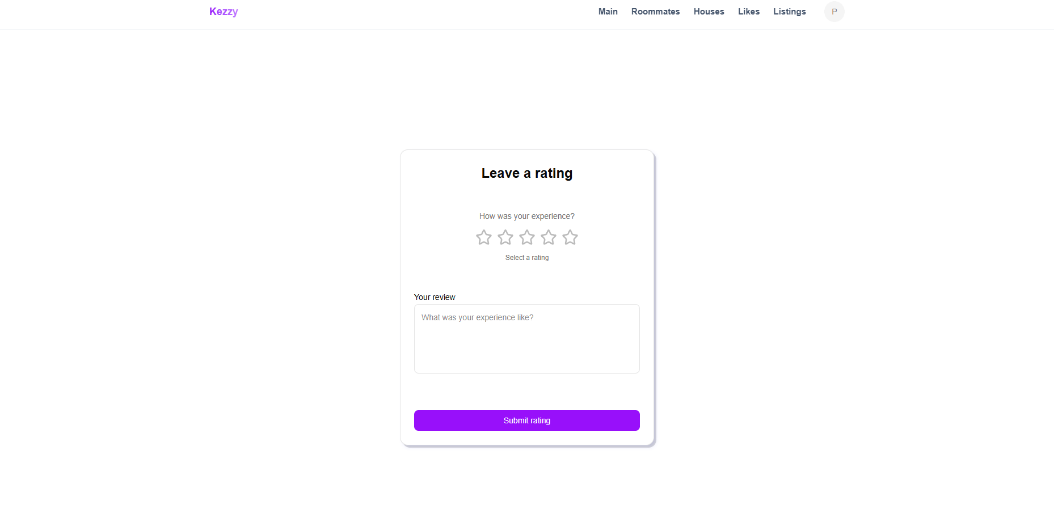 Kezzy
Main Roommates Houses Likes Listings P
Leave a rating
How was your experience?
Select a rating
Your review
What was your experience like?
Submit rating